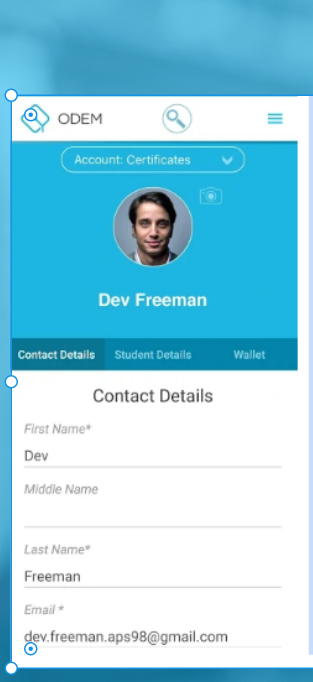 ODEM
Account: Certificates
Dev Freeman
Contact Details Student Details Wallet
Contact Details
First Name*
Dev
Middle Name
Last Name*
Freeman
Email *
dev.freeman.aps98@gmail.com